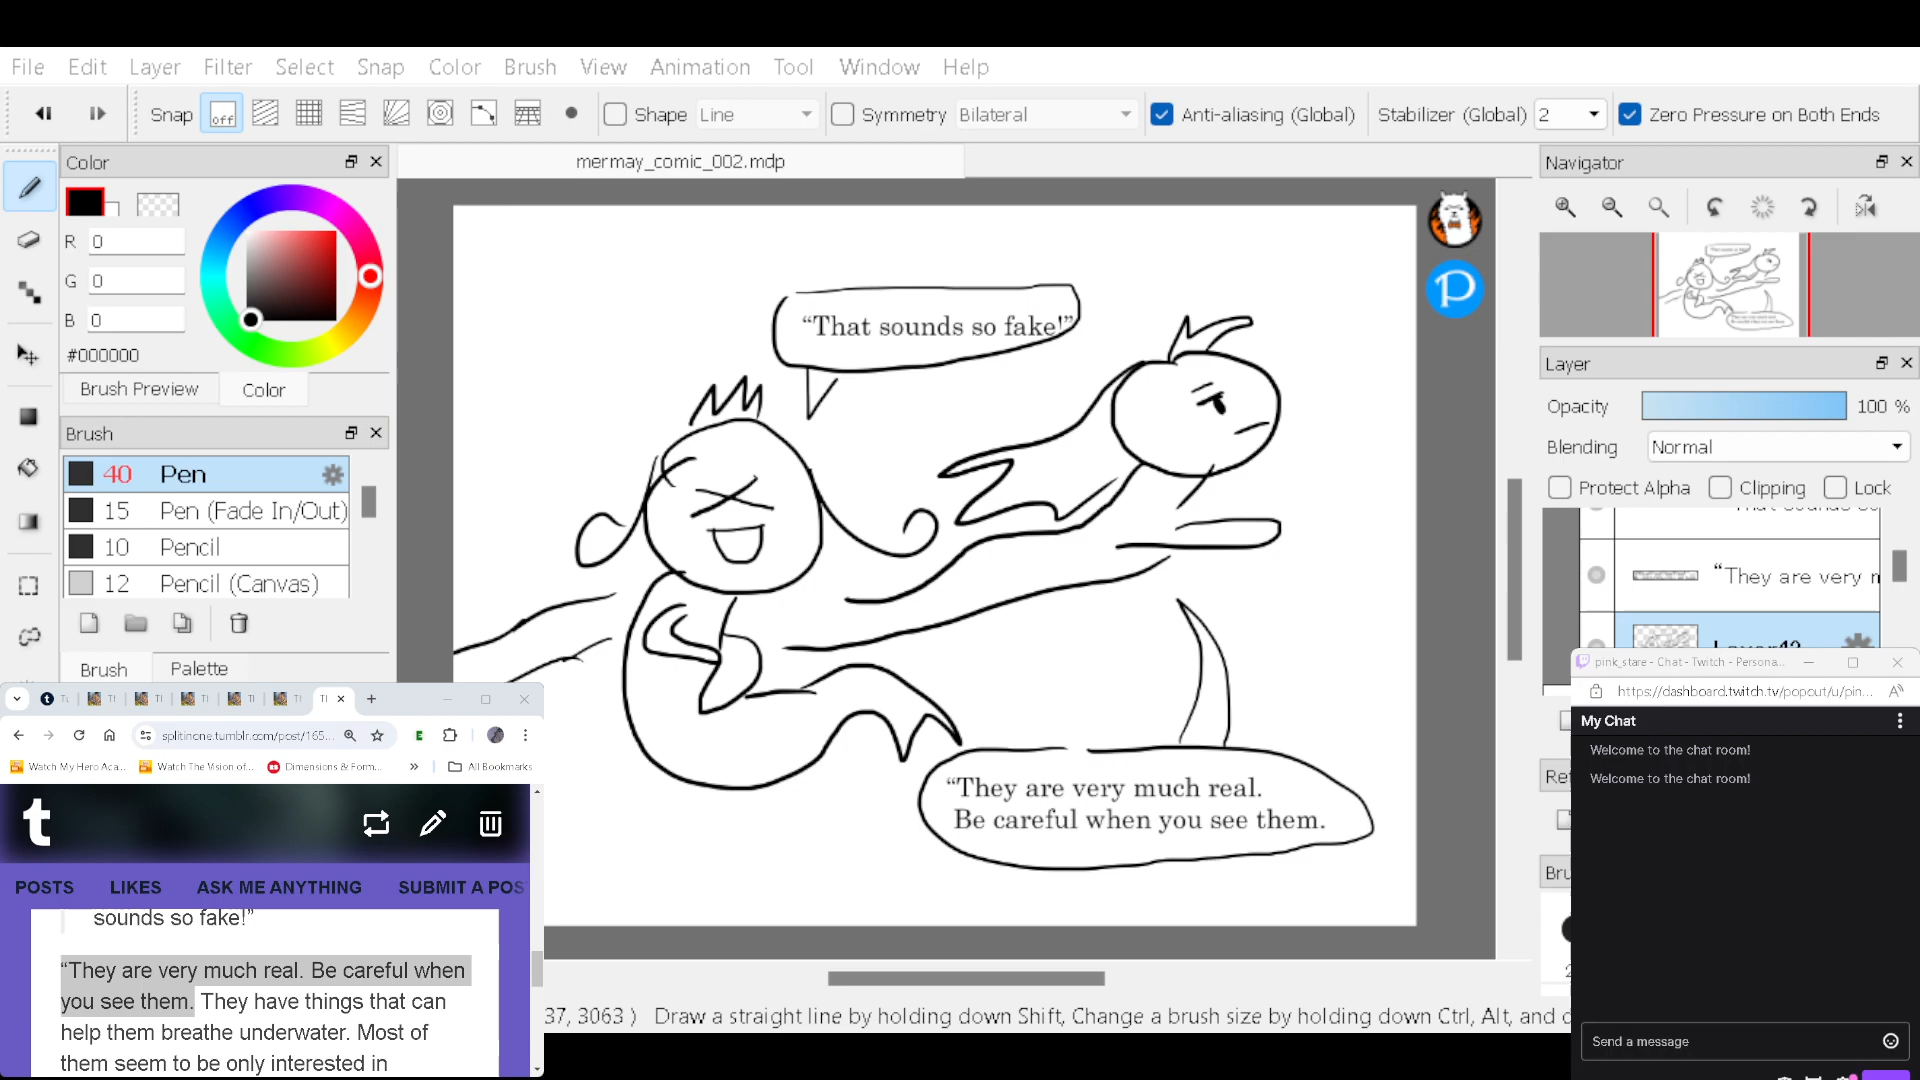 File Edit Layer Filter Select Snap Color Brush View Animation Tool Window Help
Snap off Shape Line Symmetry Bilateral Anti-aliasing (Global) Stabilizer (Global) 2 Zero Pressure on Both Ends
Color
mermay_comic_002.mdp
Navigator
R 0
G 0
B 0
#000000
Brush Preview Color
Brush
40 Pen
15 Pen (Fade In/Out)
10 Pencil
12 Pencil (Canvas)
Brush Palette
“That sounds so fake!”
“They are very much real.
Be careful when you see them.
P
Layer
Opacity 100 %
Blending Normal
Protect Alpha Clipping Lock
“They are very
pink_stare - Chat - Twitch - Persona...
https://dashboard.twitch.tv/popout/u/pin...
My Chat
Welcome to the chat room!
Welcome to the chat room!
Send a message
splitinone.tumblr.com/post/165...
Watch My Hero Aca... Watch The Vision of... Dimensions & Form... » All Bookmarks
t
POSTS LIKES ASK ME ANYTHING SUBMIT A POS
sounds so fake!”
“They are very much real. Be careful when
you see them. They have things that can
help them breathe underwater. Most of
them seem to be only interested in
37, 3063 ) Draw a straight line by holding down Shift, Change a brush size by holding down Ctrl, Alt, and